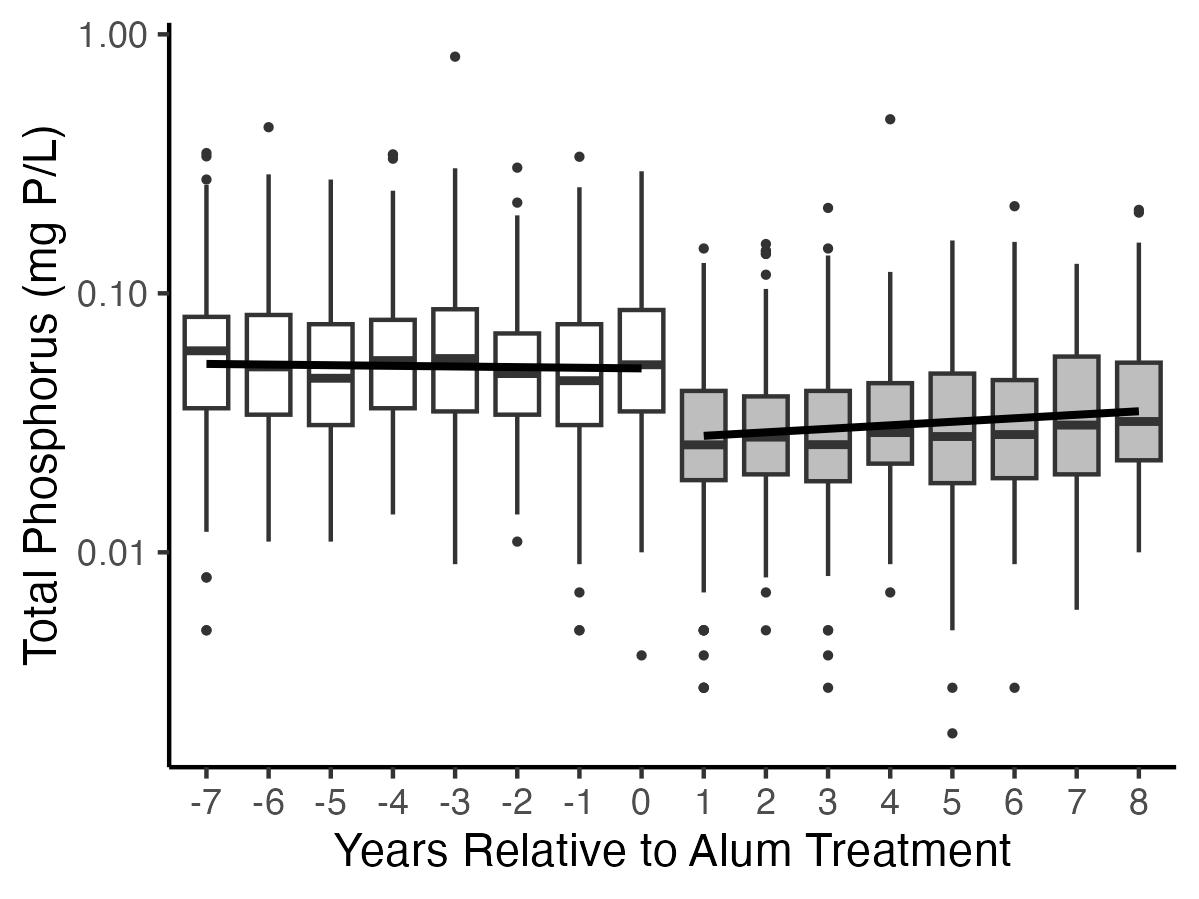 Total Phosphorus (mg P/L)
1.00
0.10
0.01
-7 -6 -5 -4 -3 -2 -1 0 1 2 3 4 5 6 7 8
Years Relative to Alum Treatment